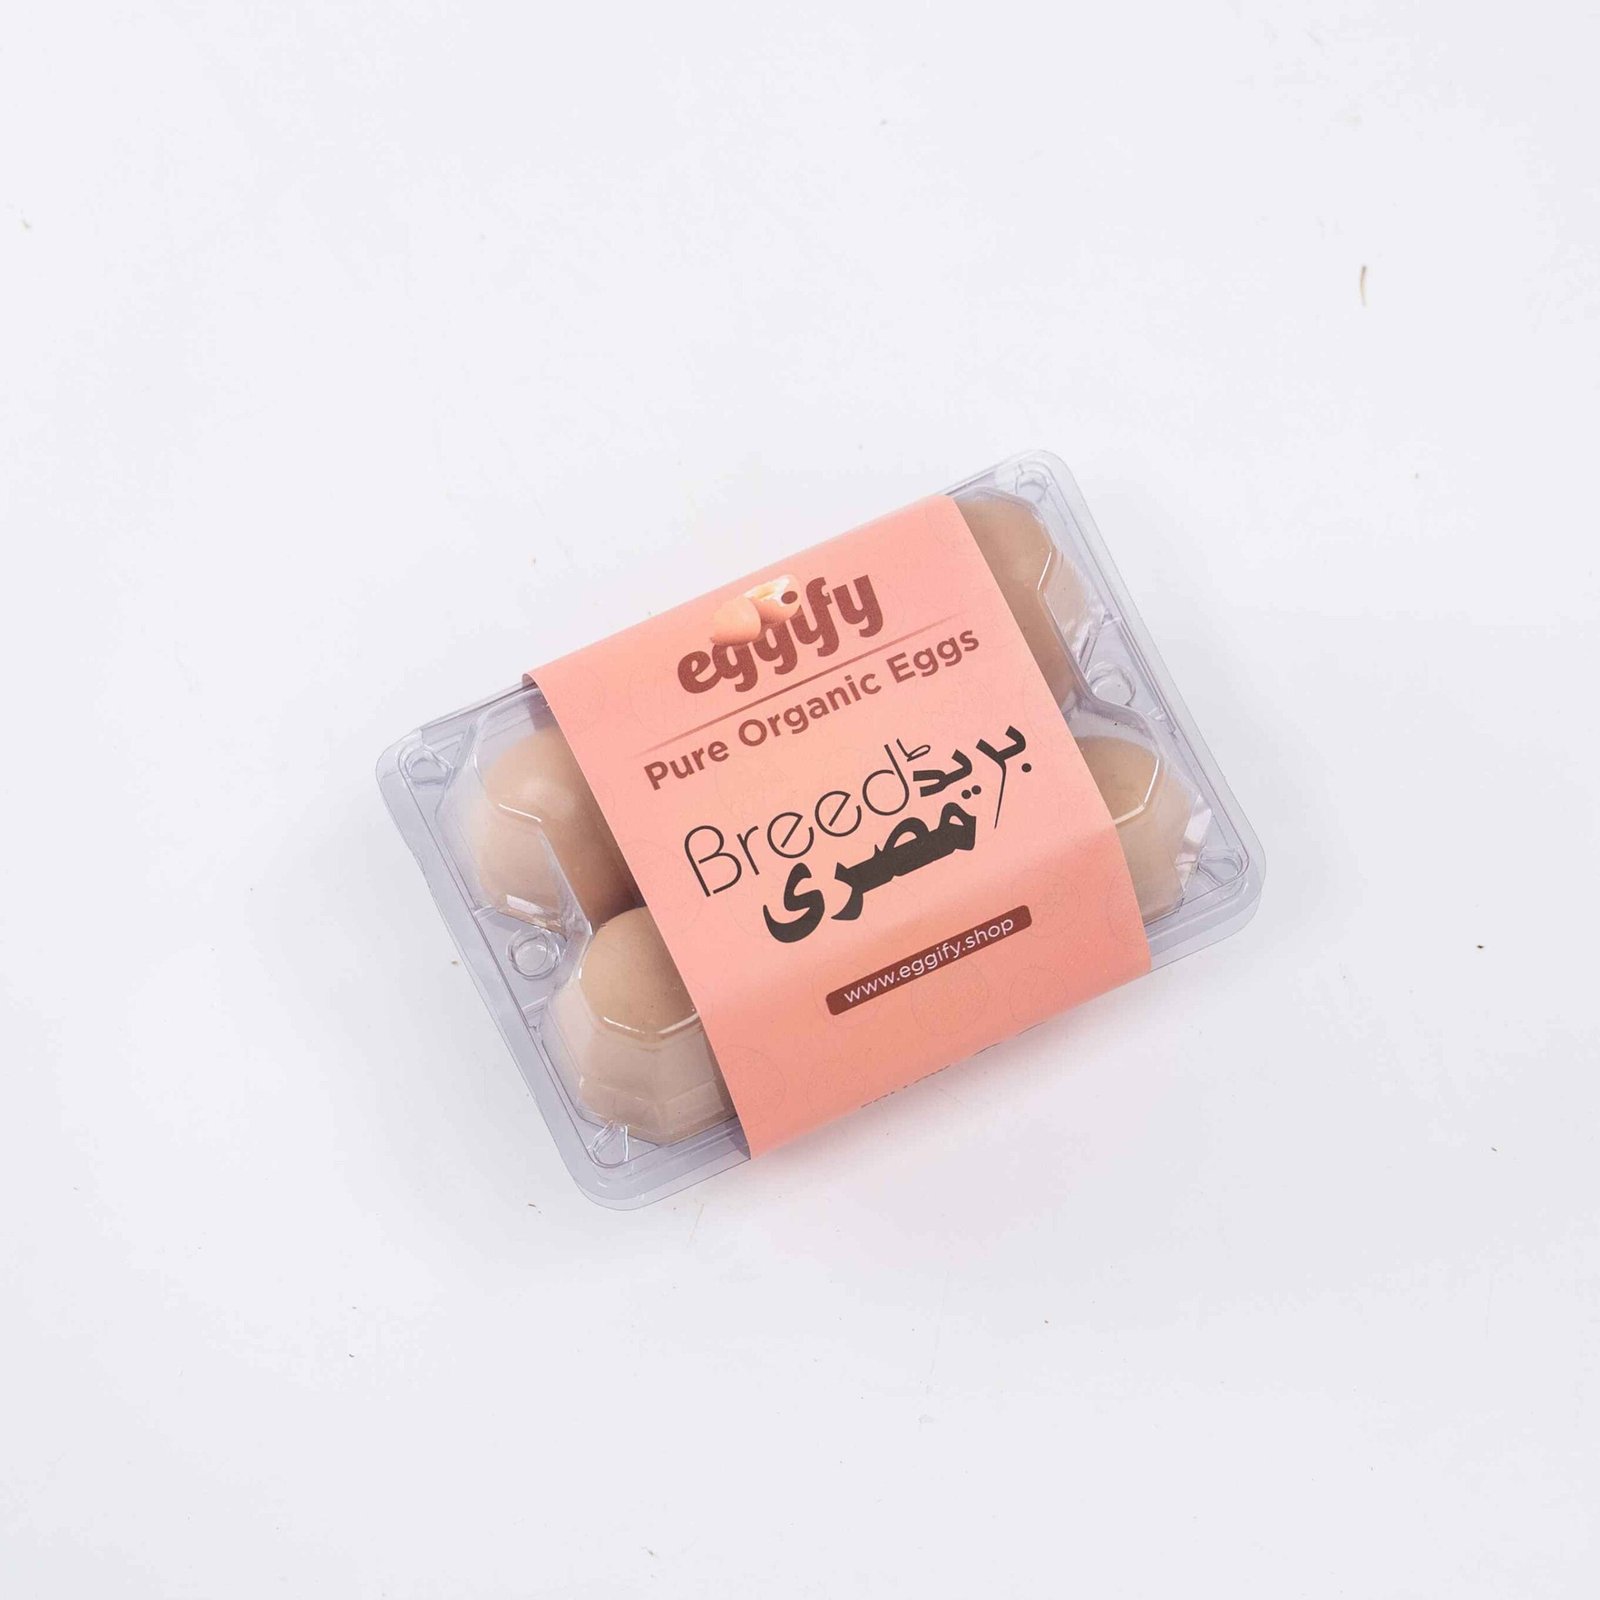 eggify
Pure Organic Eggs
Breed بریڈ
مصری
www.eggify.shop